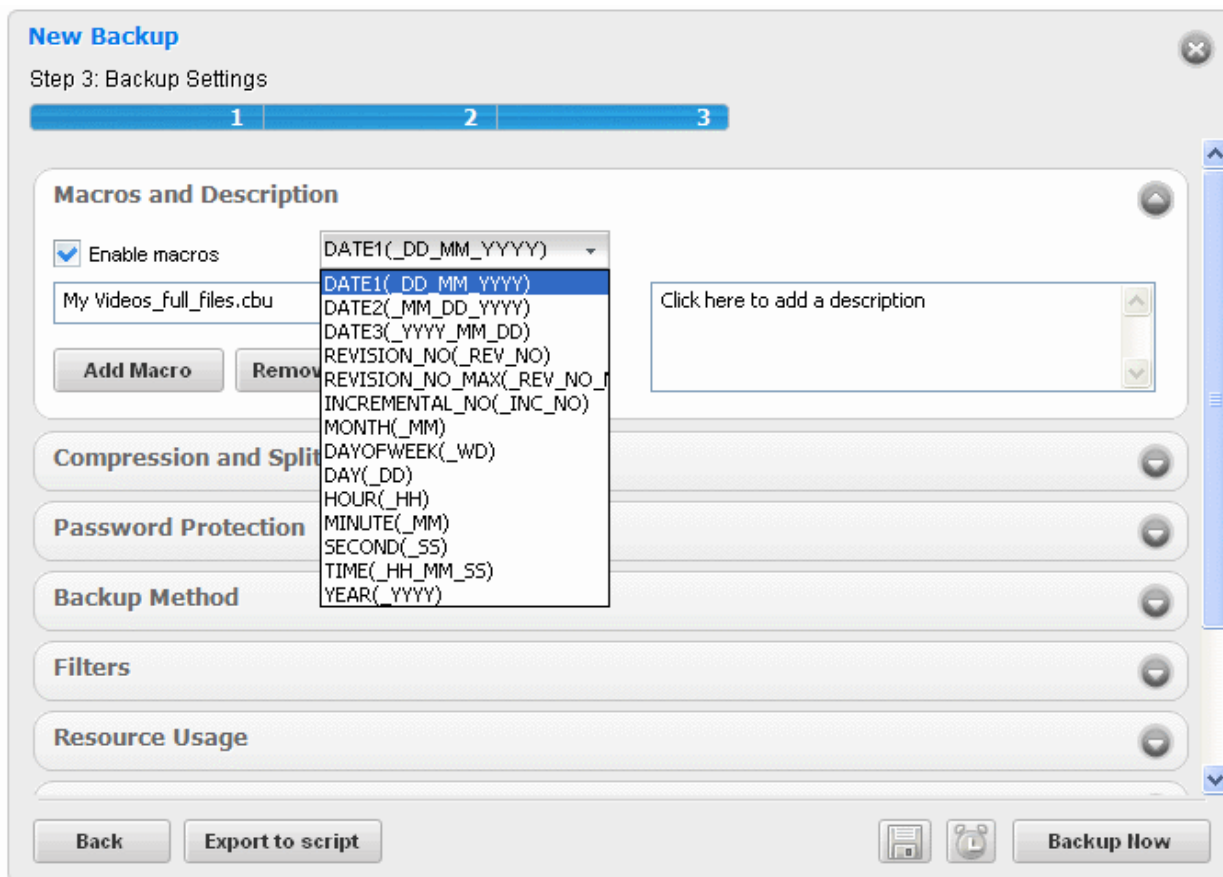 New Backup
Step 3: Backup Settings
1 2 3
Macros and Description
Enable macros
DATE1(_DD_MM_YYYY)
My Videos_full_files.cbu
DATE1(_DD_MM_YYYY)
DATE2(_MM_DD_YYYY)
DATE3(_YYYY_MM_DD)
REVISION_NO(_REV_NO)
REVISION_NO_MAX(_REV_NO_
INCREMENTAL_NO(_INC_NO)
MONTH(_MM)
DAYOFWEEK(_WD)
DAY(_DD)
HOUR(_HH)
MINUTE(_MM)
SECOND(_SS)
TIME(_HH_MM_SS)
YEAR(_YYYY)
Click here to add a description
Add Macro
Remov
Compression and Split
Password Protection
Backup Method
Filters
Resource Usage
Back
Export to script
Backup Now